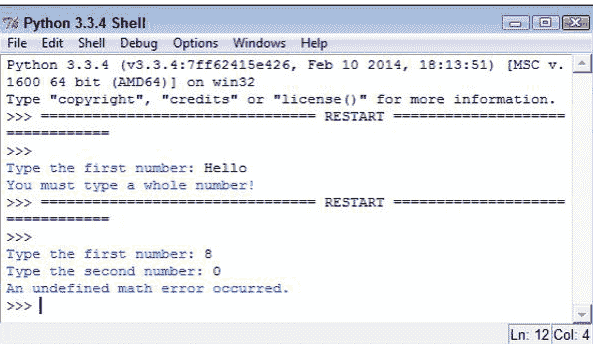 Python 3.3.4 Shell
File Edit Shell Debug Options Windows Help
Python 3.3.4 (v3.3.4:7ff62415e426, Feb 10 2014, 18:13:51) [MSC v.
1600 64 bit (AMD64)] on win32
Type "copyright", "credits" or "license()" for more information.
>>> ================================ RESTART ====================
============
>>>
Type the first number: Hello
You must type a whole number!
>>> ================================ RESTART ====================
============
>>>
Type the first number: 8
Type the second number: 0
An undefined math error occurred.
>>>
Ln: 12 Col: 4